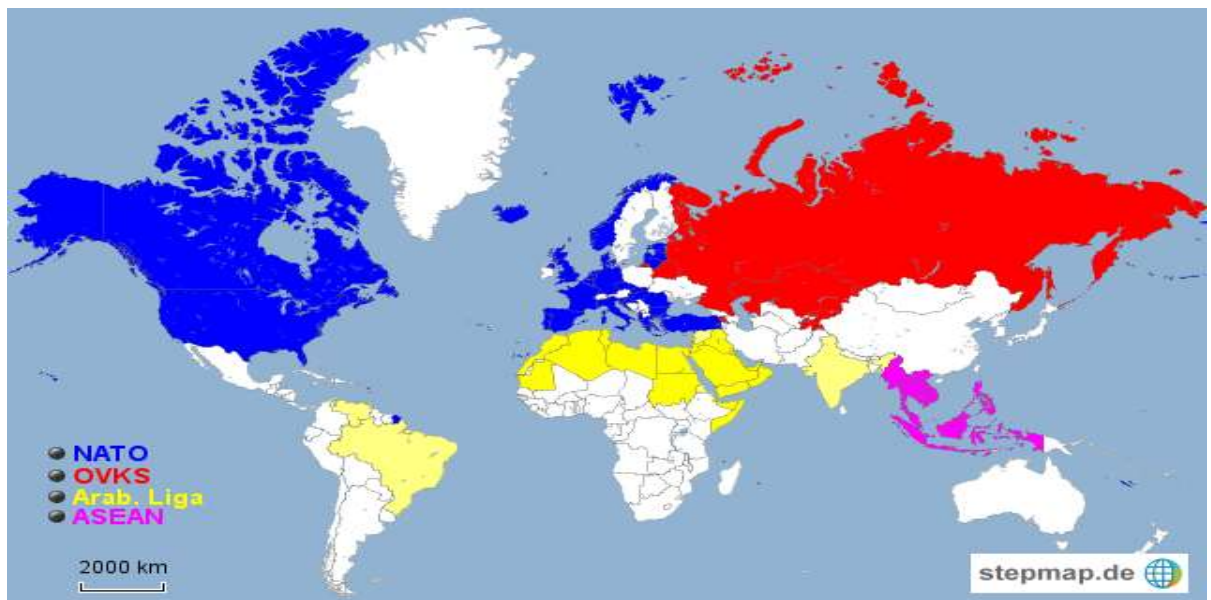 NATO
OVKS
Arab. Liga
ASEAN
2000 km
stepmap.de